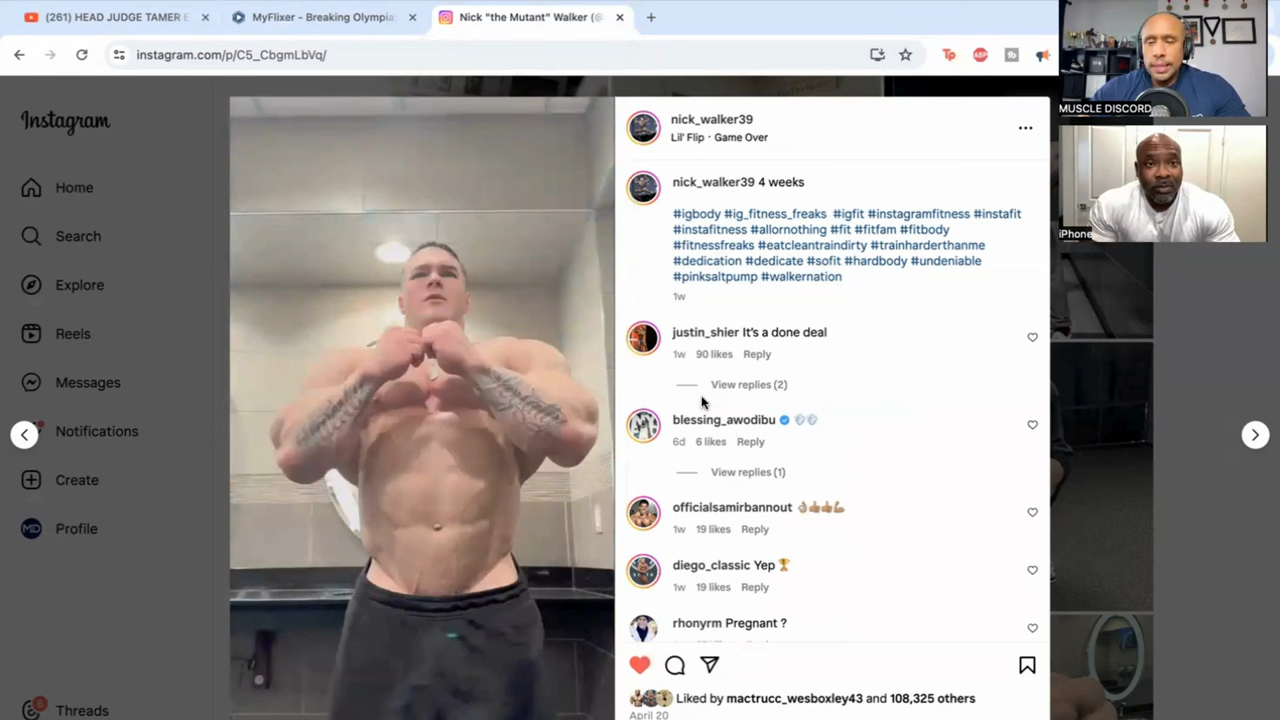 (261) HEAD JUDGE TAMER E
MyFlixer - Breaking Olympia
Nick "the Mutant" Walker (@
instagram.com/p/C5_CbgmLbVq/
MUSCLE DISCORD
iPhone
Instagram
Home
Search
Explore
Reels
Messages
Notifications
Create
Profile
6
Threads
nick_walker39
Lil' Flip · Game Over
nick_walker39 4 weeks
#igbody #ig_fitness_freaks #igfit #instagramfitness #instafit
#instafitness #allornothing #fit #fitfam #fitbody
#fitnessfreaks #eatcleantraindirty #trainharderthanme
#dedication #dedicate #sofit #hardbody #undeniable
#pinksaltpump #walkernation
1w
justin_shier It's a done deal
1w 90 likes Reply
View replies (2)
blessing_awodibu
6d 6 likes Reply
View replies (1)
officialsamirbannout 👌🏽👍🏽👍🏽👍🏽💪🏽
1w 19 likes Reply
diego_classic Yep 🏆
1w 19 likes Reply
rhonyrm Pregnant ?
Liked by mactrucc_wesboxley43 and 108,325 others
April 20